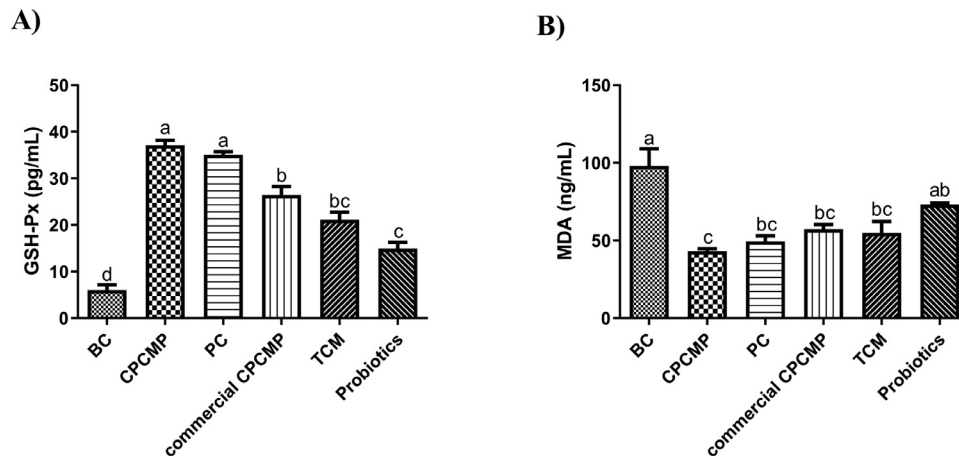 A)
GSH-Px (pg/mL)
50
40
30
20
10
0
d
a
a
b
bc
c
BC
CPCMP
PC
commercial CPCMP
TCM
Probiotics
B)
MDA (ng/mL)
150
100
50
0
a
c
bc
bc
bc
ab
BC
CPCMP
PC
commercial CPCMP
TCM
Probiotics